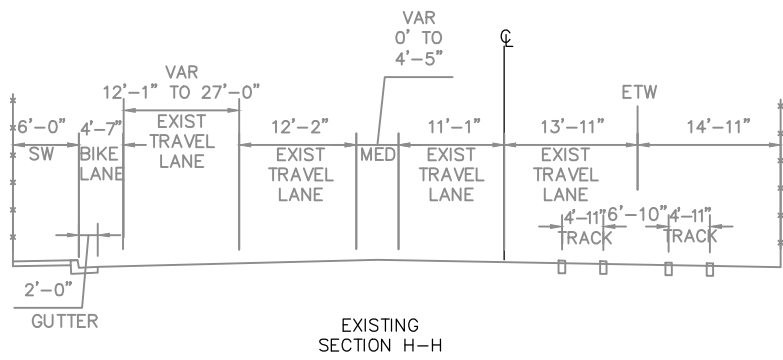 VAR
0' TO
4'-5"
℄
VAR
12'-1" TO 27'-0"
ETW
6'-0"
4'-7"
EXIST
TRAVEL
LANE
12'-2"
11'-1"
13'-11"
14'-11"
SW
BIKE
LANE
EXIST
TRAVEL
LANE
MED
EXIST
TRAVEL
LANE
EXIST
TRAVEL
LANE
4'-11"
6'-10"
4'-11"
TRACK
TRACK
2'-0"
GUTTER
EXISTING
SECTION H-H